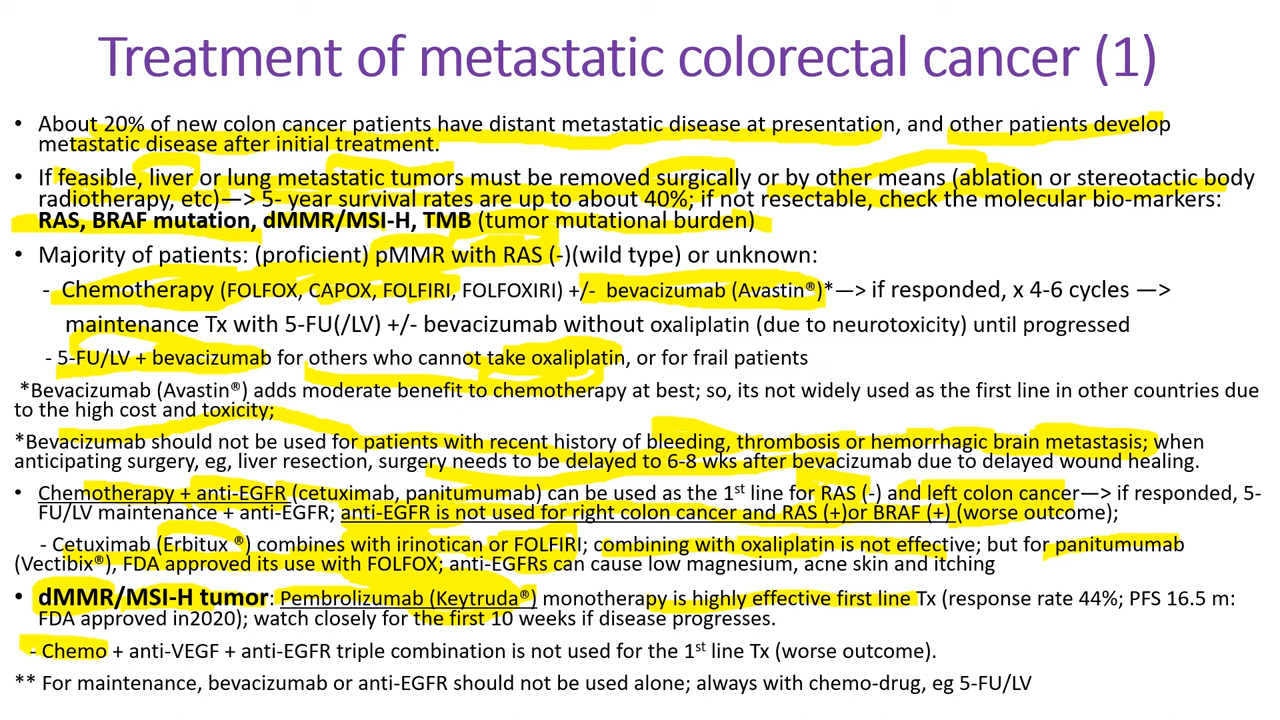 Treatment of metastatic colorectal cancer (1)
• About 20% of new colon cancer patients have distant metastatic disease at presentation, and other patients develop
metastatic disease after initial treatment.
• If feasible, liver or lung metastatic tumors must be removed surgically or by other means (ablation or stereotactic body
radiotherapy, etc)—> 5- year survival rates are up to about 40%; if not resectable, check the molecular bio-markers:
RAS, BRAF mutation, dMMR/MSI-H, TMB (tumor mutational burden)
• Majority of patients: (proficient) pMMR with RAS (-)(wild type) or unknown:
- Chemotherapy (FOLFOX, CAPOX, FOLFIRI, FOLFOXIRI) +/- bevacizumab (Avastin®)*—> if responded, x 4-6 cycles —>
maintenance Tx with 5-FU(/LV) +/- bevacizumab without oxaliplatin (due to neurotoxicity) until progressed
- 5-FU/LV + bevacizumab for others who cannot take oxaliplatin, or for frail patients
*Bevacizumab (Avastin®) adds moderate benefit to chemotherapy at best; so, its not widely used as the first line in other countries due
to the high cost and toxicity;
*Bevacizumab should not be used for patients with recent history of bleeding, thrombosis or hemorrhagic brain metastasis; when
anticipating surgery, eg, liver resection, surgery needs to be delayed to 6-8 wks after bevacizumab due to delayed wound healing.
• Chemotherapy + anti-EGFR (cetuximab, panitumumab) can be used as the 1st line for RAS (-) and left colon cancer—> if responded, 5-
FU/LV maintenance + anti-EGFR; anti-EGFR is not used for right colon cancer and RAS (+)or BRAF (+) (worse outcome);
- Cetuximab (Erbitux ®) combines with irinotican or FOLFIRI; combining with oxaliplatin is not effective; but for panitumumab
(Vectibix®), FDA approved its use with FOLFOX; anti-EGFRs can cause low magnesium, acne skin and itching
• dMMR/MSI-H tumor: Pembrolizumab (Keytruda®) monotherapy is highly effective first line Tx (response rate 44%; PFS 16.5 m:
FDA approved in2020); watch closely for the first 10 weeks if disease progresses.
- Chemo + anti-VEGF + anti-EGFR triple combination is not used for the 1st line Tx (worse outcome).
** For maintenance, bevacizumab or anti-EGFR should not be used alone; always with chemo-drug, eg 5-FU/LV